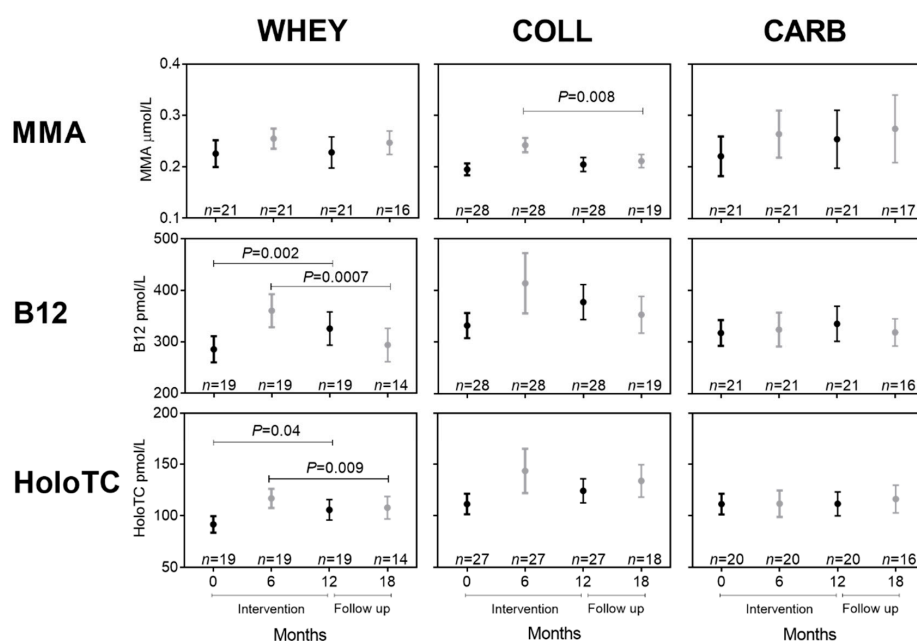 WHEY COLL CARB
MMA
MMA µmol/L
0.4
0.3
0.2
0.1
n=21 n=21 n=21 n=16
P=0.008
n=28 n=28 n=28 n=19
n=21 n=21 n=21 n=17
B12
B12 pmol/L
500
400
300
200
P=0.002
P=0.0007
n=19 n=19 n=19 n=14
n=28 n=28 n=28 n=19
n=21 n=21 n=21 n=16
HoloTC
HoloTC pmol/L
200
150
100
50
P=0.04
P=0.009
n=19 n=19 n=19 n=14
n=27 n=27 n=27 n=18
n=20 n=20 n=20 n=16
0 6 12 18 0 6 12 18 0 6 12 18
Intervention Follow up Intervention Follow up Intervention Follow up
Months Months Months